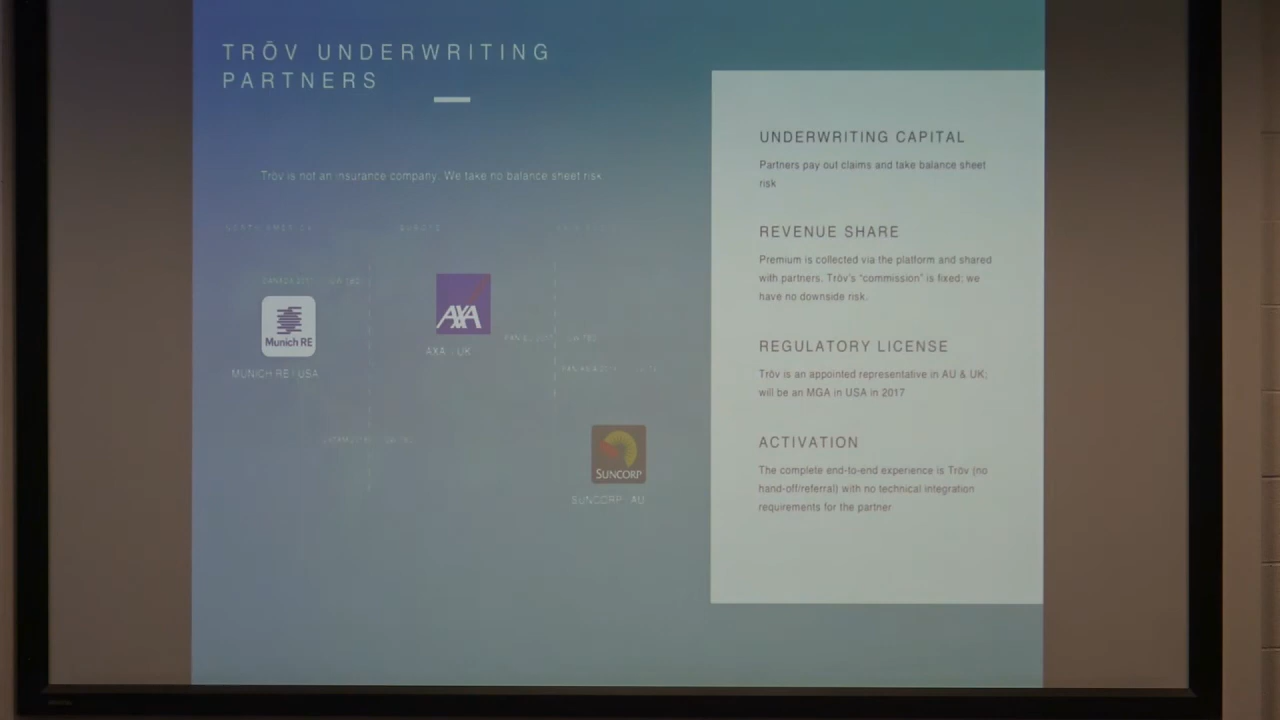 TRŌV UNDERWRITING
PARTNERS
Trōv is not an insurance company. We take no balance sheet risk
NORTH AMERICA
EUROPE
Munich RE
MUNICH RE | USA
AXA
AXA | UK
SUNCORP
SUNCORP | AU
UNDERWRITING CAPITAL
Partners pay out claims and take balance sheet
risk
REVENUE SHARE
Premium is collected via the platform and shared
with partners. Trōv's “commission” is fixed; we
have no downside risk.
REGULATORY LICENSE
Trōv is an appointed representative in AU & UK;
will be an MGA in USA in 2017
ACTIVATION
The complete end-to-end experience is Trōv (no
hand-off/referral) with no technical integration
requirements for the partner